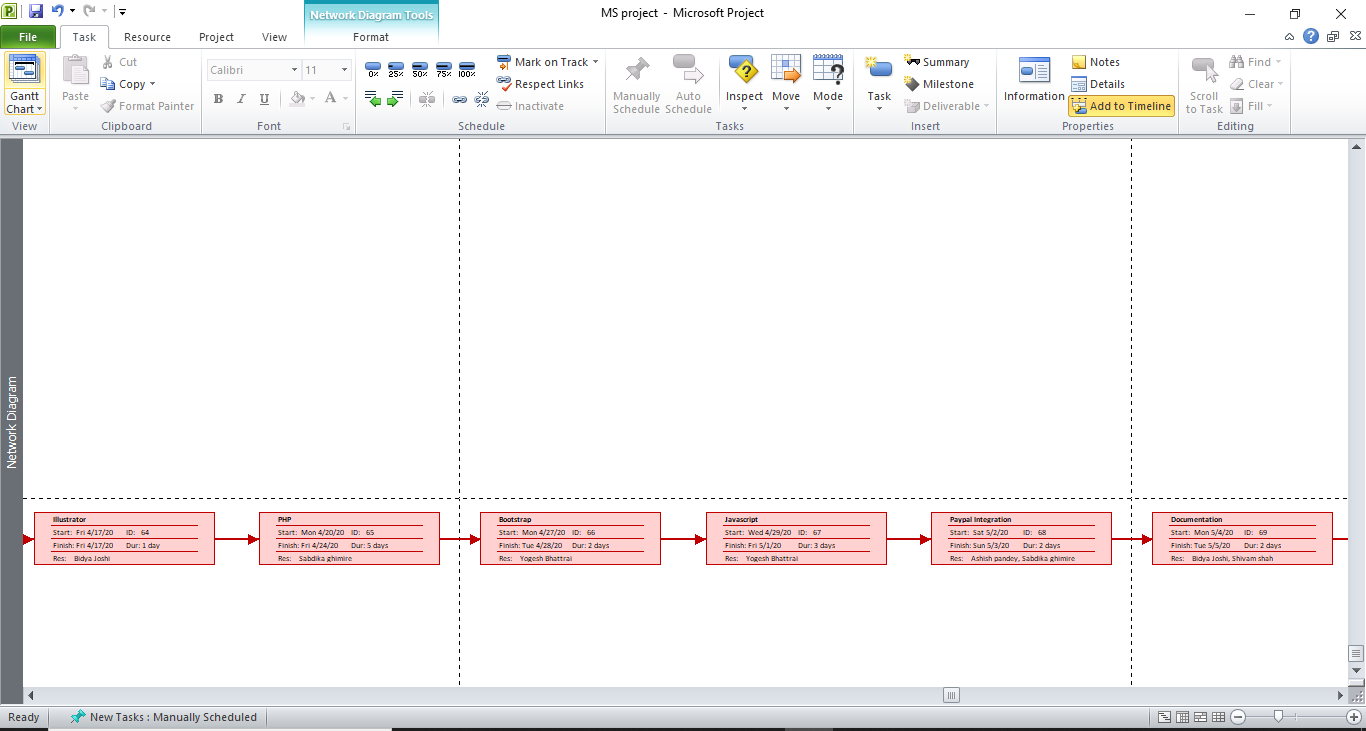 Network Diagram Tools
MS project - Microsoft Project
File
Task
Resource
Project
View
Format
Gantt
Chart
View
Paste
Cut
Copy
Format Painter
Clipboard
Calibri
11
B I U A
Font
0% 25% 50% 75% 100%
Mark on Track
Respect Links
Inactivate
Schedule
Manually
Schedule
Auto
Schedule
Inspect
Move
Mode
Tasks
Task
Summary
Milestone
Deliverable
Insert
Information
Notes
Details
Add to Timeline
Properties
Scroll
to Task
Find
Clear
Fill
Editing
Network Diagram
Illustrator
Start: Fri 4/17/20 ID: 64
Finish: Fri 4/17/20 Dur: 1 day
Res: Bidya Joshi
PHP
Start: Mon 4/20/20 ID: 65
Finish: Fri 4/24/20 Dur: 5 days
Res: Sabdika ghimire
Bootstrap
Start: Mon 4/27/20 ID: 66
Finish: Tue 4/28/20 Dur: 2 days
Res: Yogesh Bhattrai
Javascript
Start: Wed 4/29/20 ID: 67
Finish: Fri 5/1/20 Dur: 3 days
Res: Yogesh Bhattrai
Paypal Integration
Start: Sat 5/2/20 ID: 68
Finish: Sun 5/3/20 Dur: 2 days
Res: Ashish pandey, Sabdika ghimire
Documentation
Start: Mon 5/4/20 ID: 69
Finish: Tue 5/5/20 Dur: 2 days
Res: Bidya Joshi, Shivam shah
Ready
New Tasks : Manually Scheduled